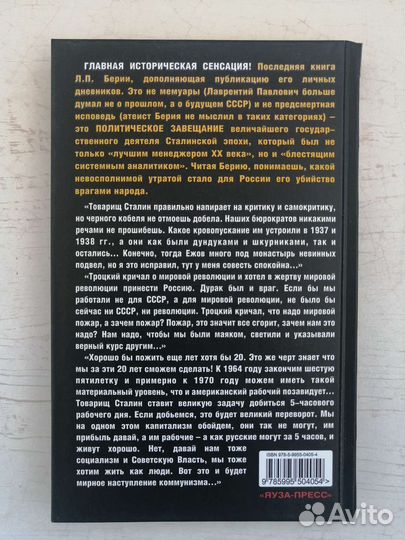 ГЛАВНАЯ ИСТОРИЧЕСКАЯ СЕНСАЦИЯ! Последняя книга
Л.П. Берии, дополняющая публикацию его личных
дневников. Это не мемуары (Лаврентий Павлович больше
думал не о прошлом, а о будущем СССР) и не предсмертная
исповедь (атеист Берия не мыслил в таких категориях) –
это ПОЛИТИЧЕСКОЕ ЗАВЕЩАНИЕ величайшего государ-
ственного деятеля Сталинской эпохи, который был не
только «лучшим менеджером XX века», но и «блестящим
системным аналитиком». Читая Берию, понимаешь, какой
невосполнимой утратой стало для России его убийство
врагами народа.
«Товарищ Сталин правильно напирает на критику и самокритику,
но черного кобеля не отмоешь добела. Наших бюрократов никакими
речами не прошибешь. Какое кровопускание им устроили в 1937 и
1938 гг., а они как были дундуками и шкурниками, так и
остались... Конечно, тогда Ежов много под монастырь невинных
подвел, но я это исправил, тут у меня совесть спокойна...»
«Троцкий кричал о мировой революции и хотел в жертву мировой
революции принести Россию. Дурак был и враг. Если бы мы
работали не для СССР, а для мировой революции, не было бы
сейчас ни СССР, ни революции. Троцкий кричал, что надо мировой
пожар, а зачем пожар? Пожар, это значит все сгорит, зачем нам это
надо? Нам надо, чтобы мы были маяком, светили и указывали
верный курс другим...»
«Хорошо бы пожить еще лет хотя бы 20. Это же черт знает что
мы за эти 20 лет сможем сделать! К 1964 году закончим шестую
пятилетку и примерно к 1970 году можем иметь такой
материальный уровень, что и американский рабочий позавидует...
Товарищ Сталин ставит великую задачу добиться 5-часового
рабочего дня. Если добьемся, это будет великий переворот. Мы
на одном этом капитализм обойдем, они так не могут, им
прибыль давай, а им рабочие – а как русские могут за 5 часов, и
живут хорошо. Нет, давай нам тоже
социализм и Советскую Власть, мы тоже
хотим жить как люди. Вот это и будет
мирное наступление коммунизма...»
ISBN 978-5-9955-0405-4
9785995504054>
«ЯУЗА-ПРЕСС»
Avito